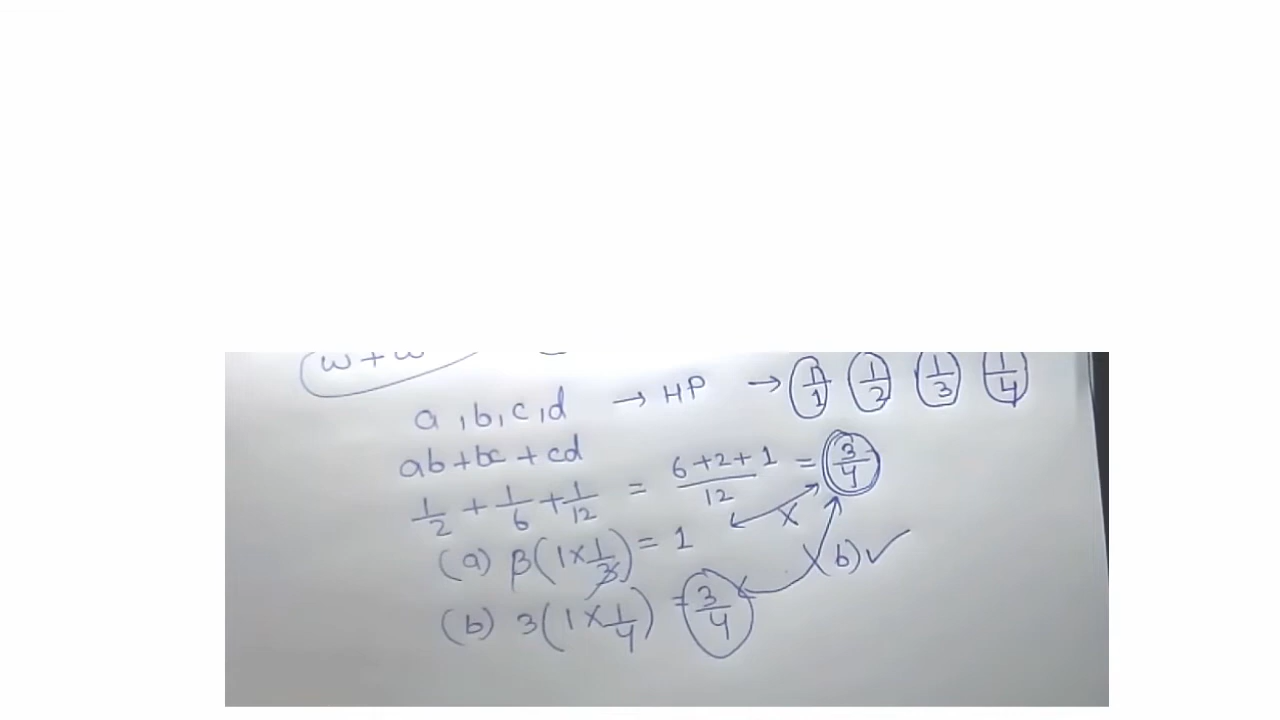 w + w
a, b, c, d → HP → 1/1 1/2 1/3 1/4
ab + bc + cd
1/2 + 1/6 + 1/12 = (6+2+1)/12 = 3/4
×
(a) 3(1×1/3) = 1
(b) ✓
(b) 3(1×1/4) = 3/4